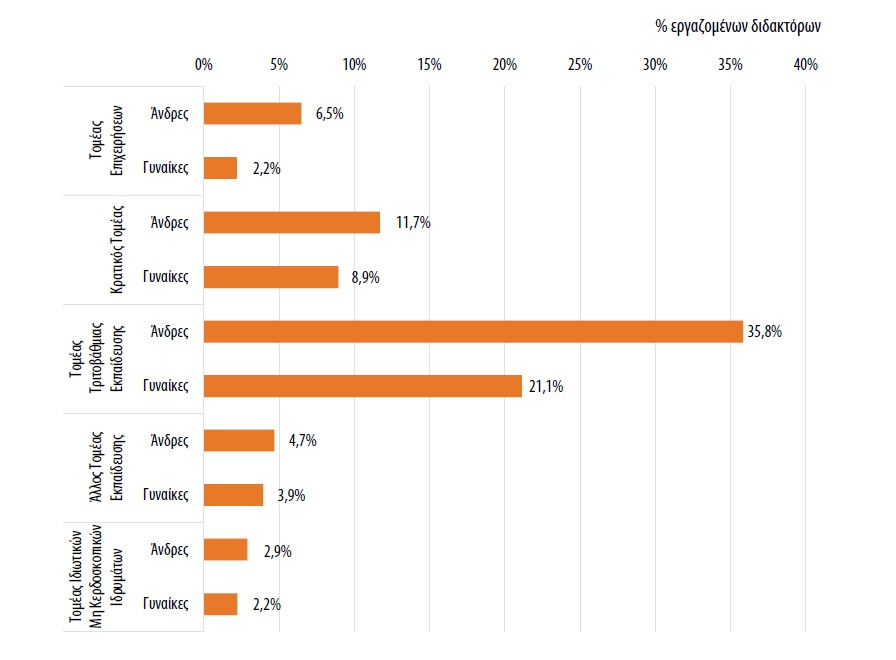 % εργαζομένων διδακτόρων
0% 5% 10% 15% 20% 25% 30% 35% 40%
Τομέας
Επιχειρήσεων
Άνδρες 6,5%
Γυναίκες 2,2%
Κρατικός Τομέας
Άνδρες 11,7%
Γυναίκες 8,9%
Τομέας
Τριτοβάθμιας
Εκπαίδευσης
Άνδρες 35,8%
Γυναίκες 21,1%
Άλλος Τομέας
Εκπαίδευσης
Άνδρες 4,7%
Γυναίκες 3,9%
Τομέας Ιδιωτικών
Μη Κερδοσκοπικών
Ιδρυμάτων
Άνδρες 2,9%
Γυναίκες 2,2%